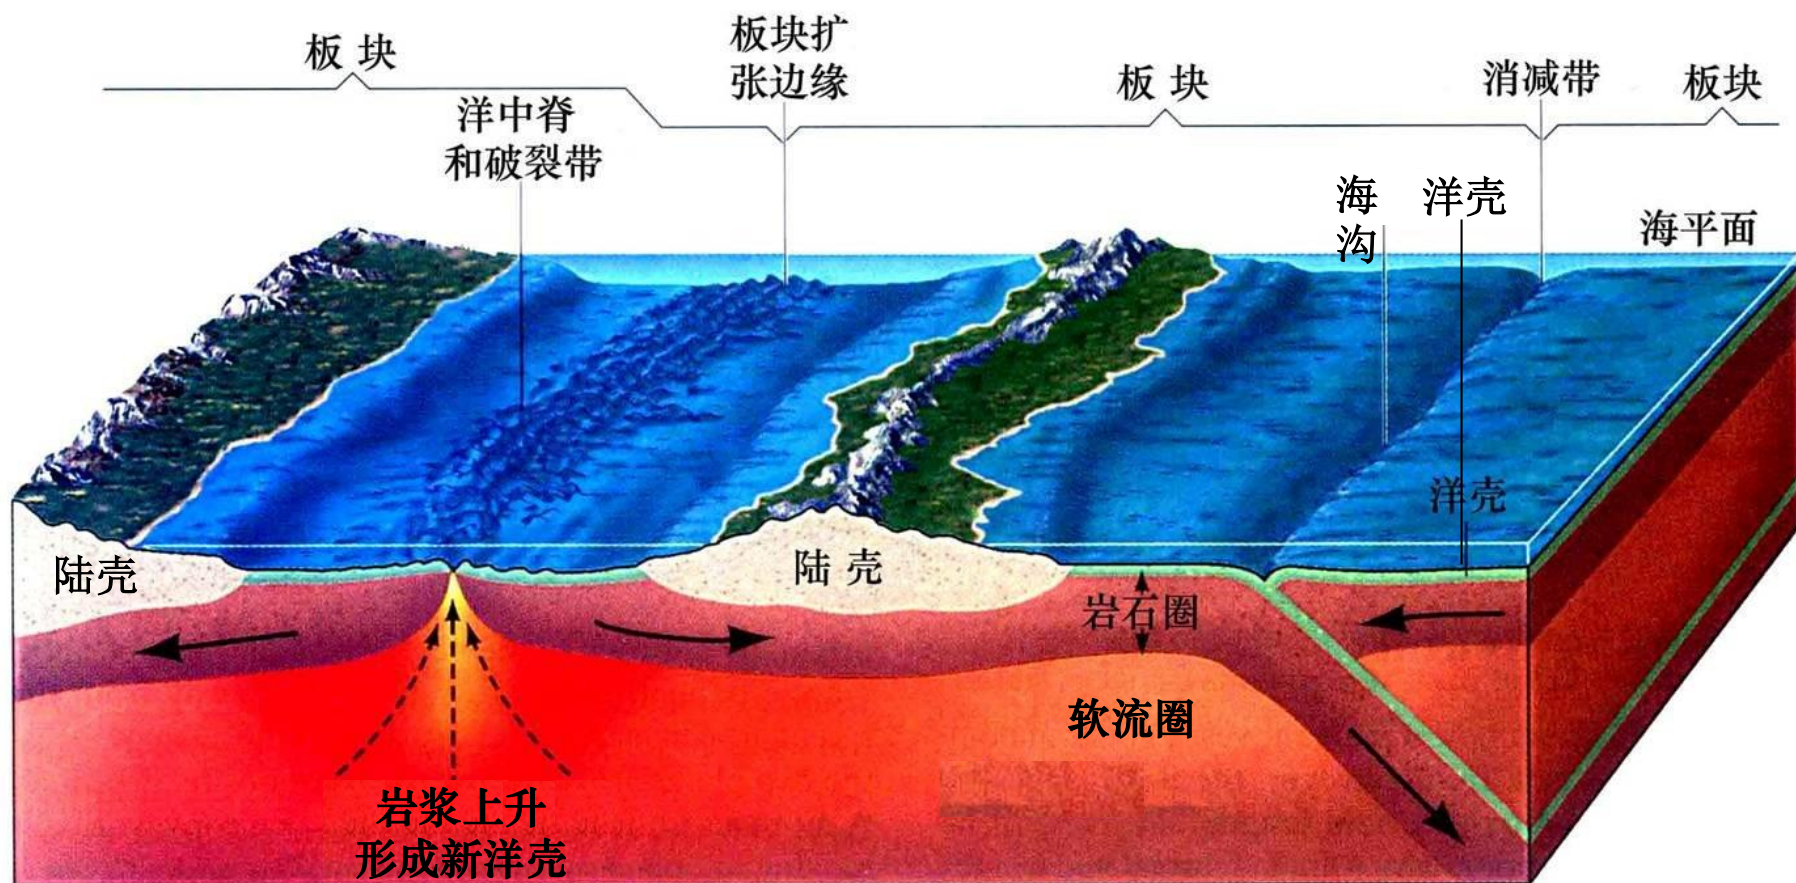 板块
板块扩
张边缘
板块
消减带
板块
洋中脊
和破裂带
海
沟
洋壳
海平面
洋壳
陆壳
陆壳
岩石圈
软流圈
岩浆上升
形成新洋壳